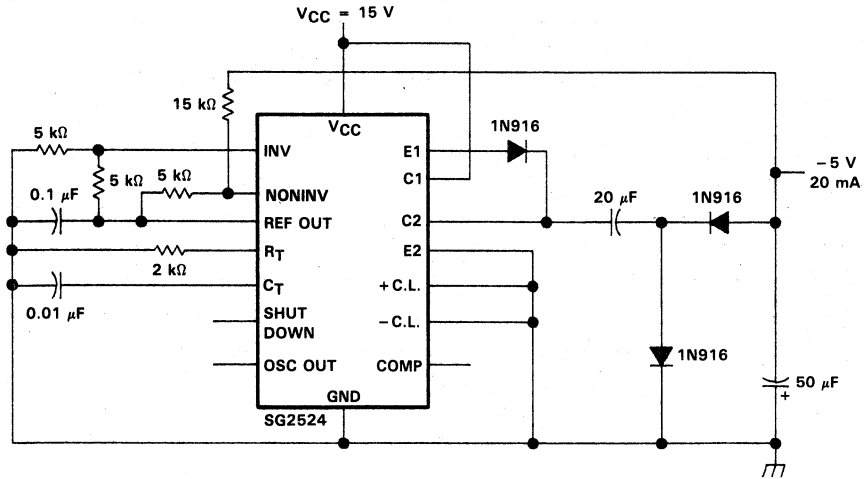 VCC = 15 V
15 kΩ
VCC
5 kΩ
INV
E1
1N916
C1
5 kΩ
5 kΩ
NONINV
-5 V
20 mA
0.1 μF
REF OUT
C2
20 μF
1N916
RT
E2
2 kΩ
CT
+C.L.
0.01 μF
SHUT
DOWN
-C.L.
OSC OUT
COMP
1N916
50 μF
+
GND
SG2524